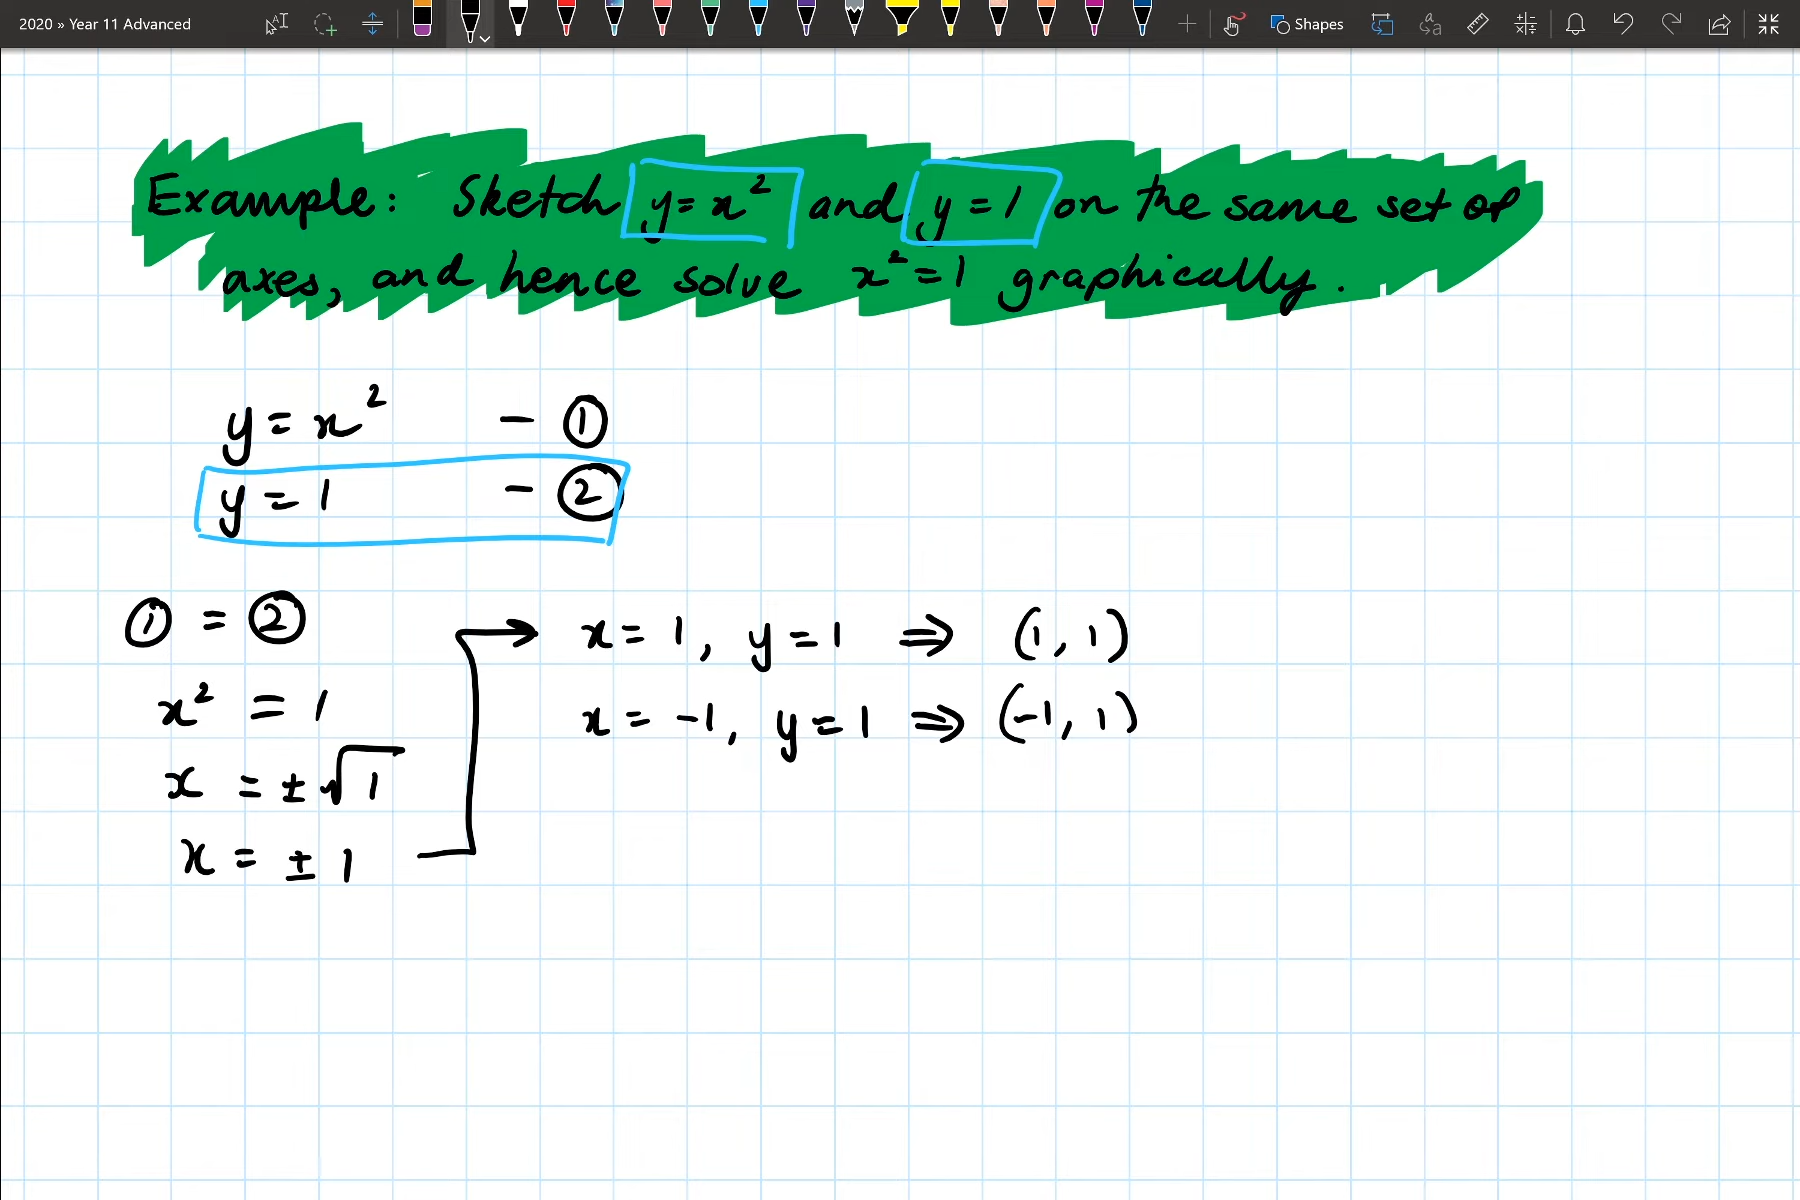 2020 » Year 11 Advanced
Shapes
Example: Sketch y=x² and y=1 on the same set of
axes, and hence solve x²=1 graphically.
y=x² - ①
y=1 - ②
① = ②
x² = 1
x = ±√1
x = ± 1
x=1, y=1 ⇒ (1, 1)
x=-1, y=1 ⇒ (-1, 1)